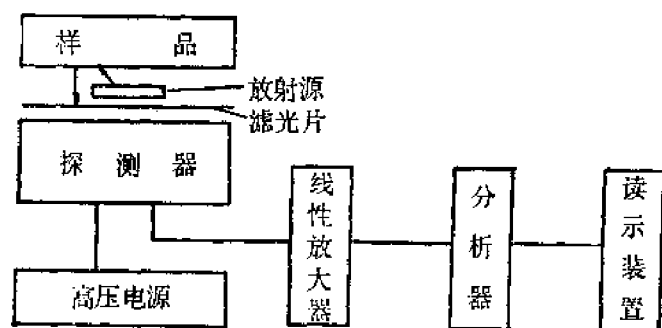 样品
放射源
滤光片
探测器
高压电源
线性放大器
分析器
读示装置